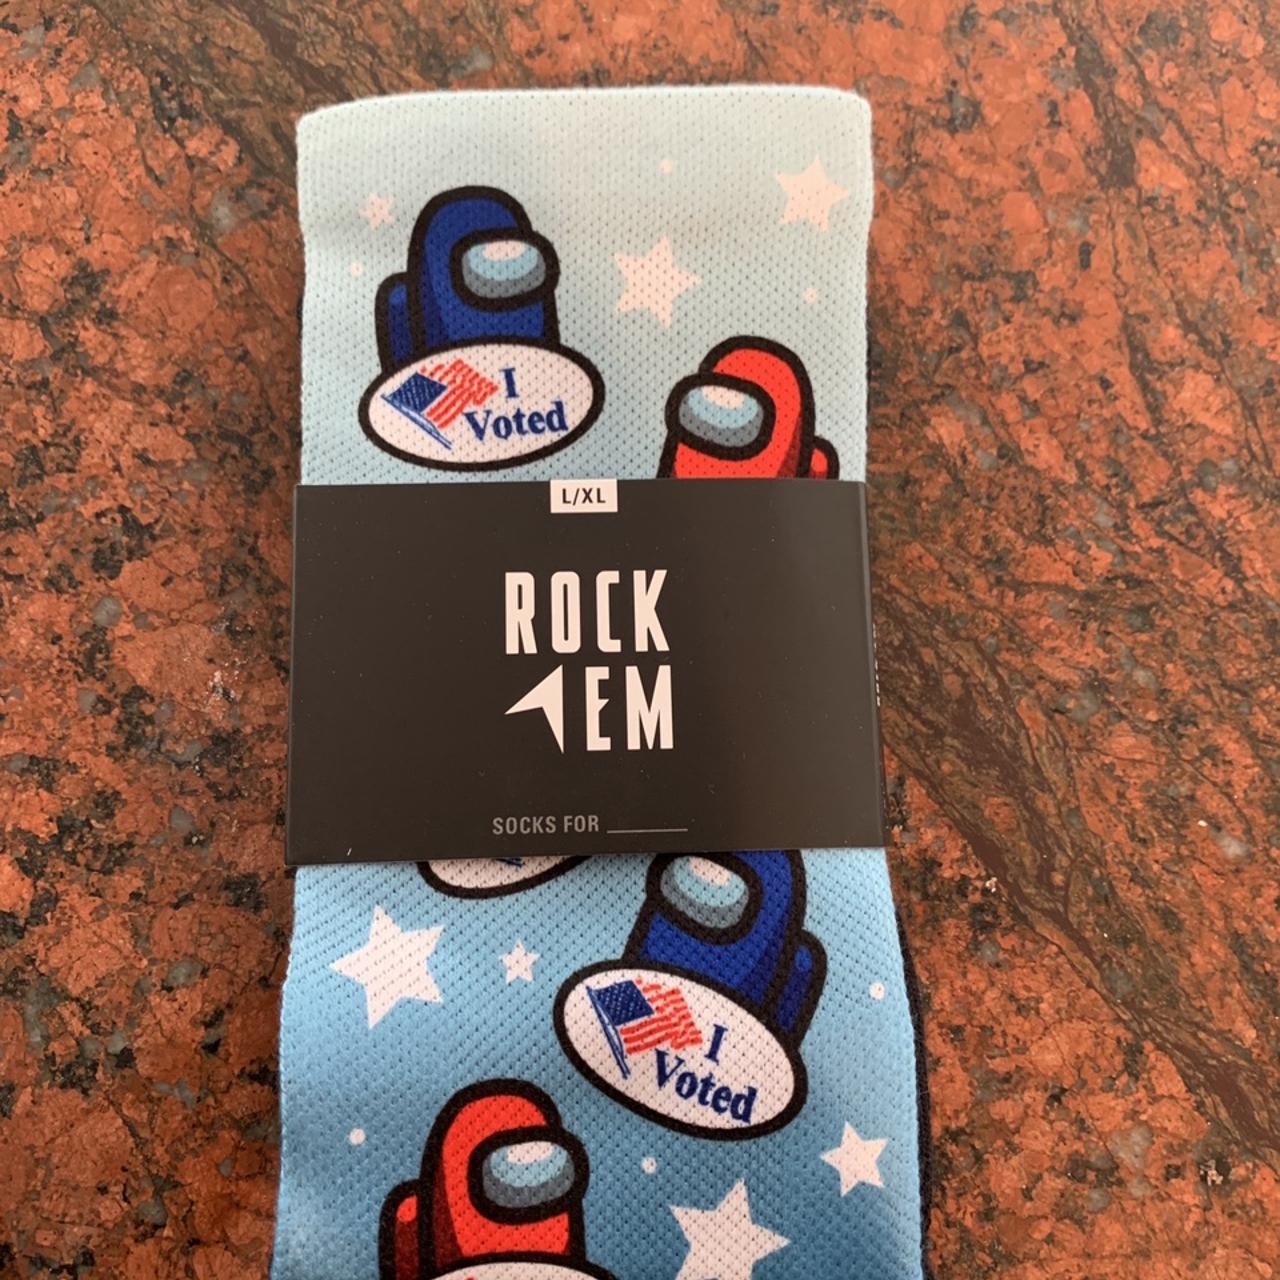 I
Voted
L/XL
ROCK
EM
SOCKS FOR
I
Voted